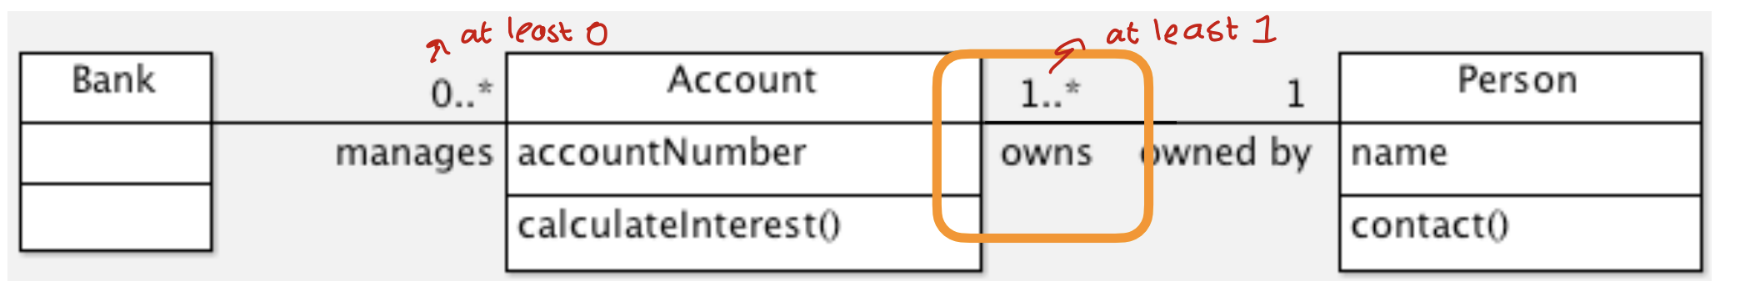 at least 0
at least 1
Bank
0..*
Account
1..*
1
Person
manages
accountNumber
owns
owned by
name
calculateInterest()
contact()